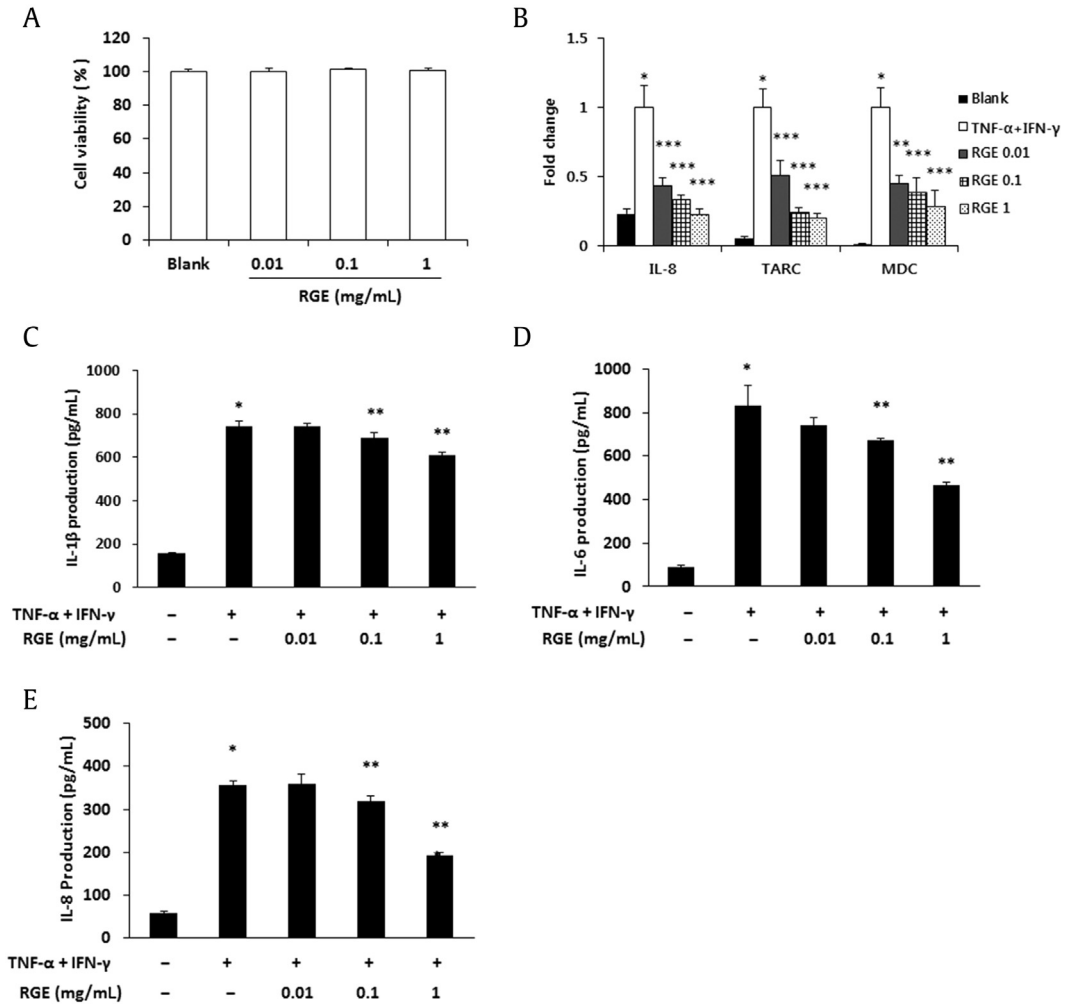 A
Cell viability (%)
120
100
80
60
40
20
0
Blank 0.01 0.1 1
RGE (mg/mL)
B
Fold change
1.5
1
0.5
0
* *** *** ***
* *** *** ***
* ** *** ***
IL-8 TARC MDC
Blank
TNF-α+IFN-γ
RGE 0.01
RGE 0.1
RGE 1
C
IL-1β production (pg/mL)
1000
800
600
400
200
0
* ** **
TNF-α + IFN-γ – + + + +
RGE (mg/mL) – – 0.01 0.1 1
D
IL-6 production (pg/mL)
1000
800
600
400
200
0
* ** **
TNF-α + IFN-γ – + + + +
RGE (mg/mL) – – 0.01 0.1 1
E
IL-8 Production (pg/mL)
500
400
300
200
100
0
* ** **
TNF-α + IFN-γ – + + + +
RGE (mg/mL) – – 0.01 0.1 1